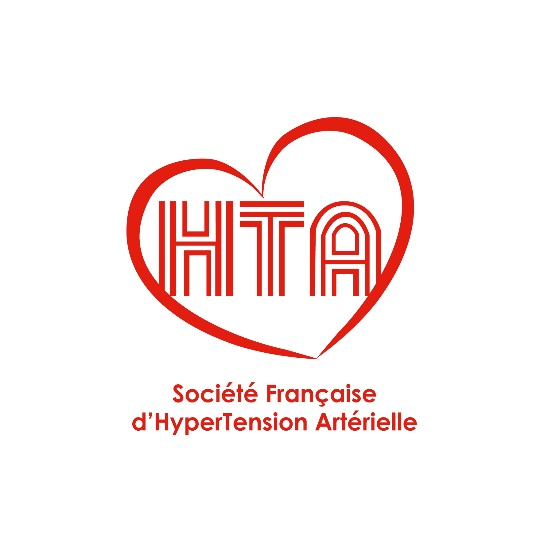 HTA
Société Française
d’HyperTension Artérielle